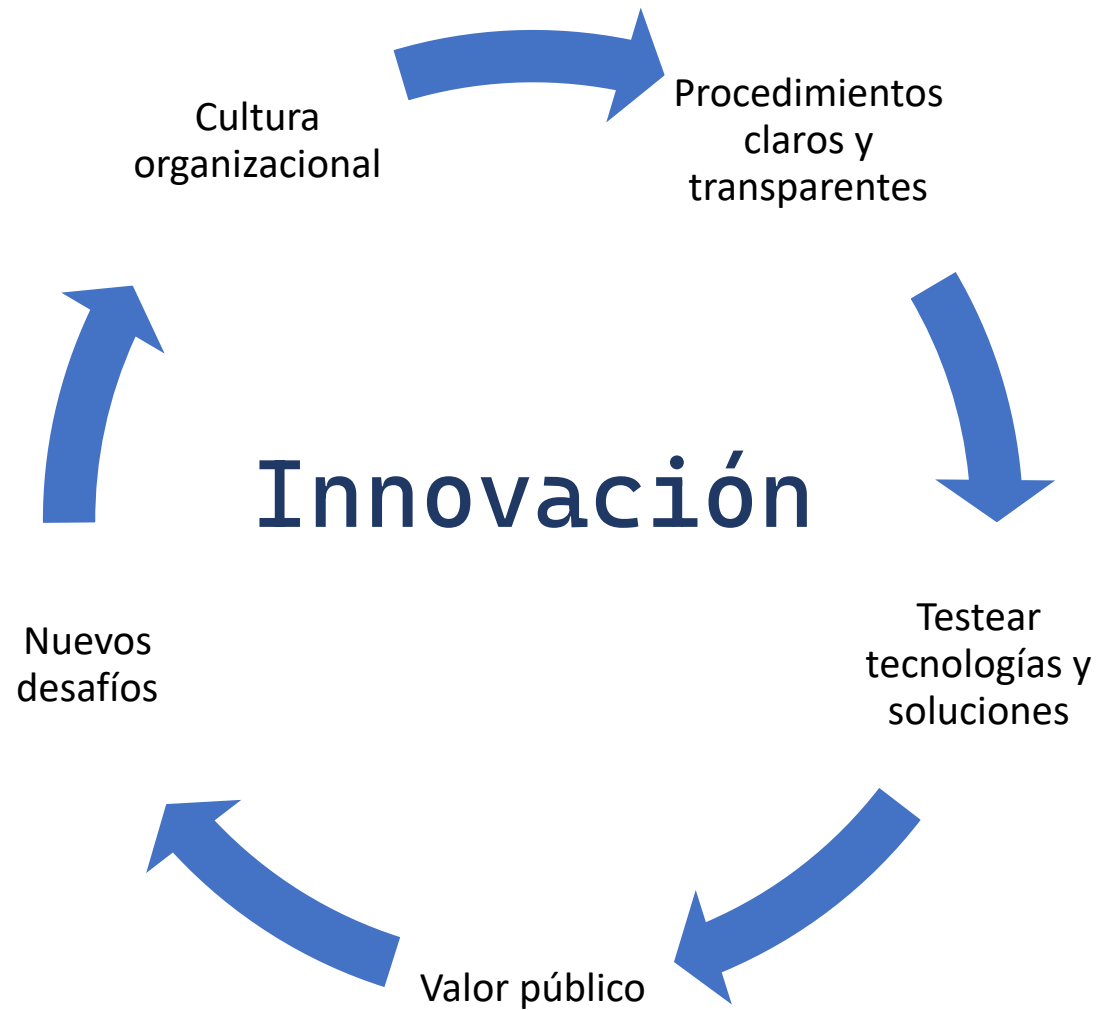 Cultura
organizacional
Procedimientos
claros y
transparentes
Innovación
Testear
tecnologías y
soluciones
Nuevos
desafíos
Valor público